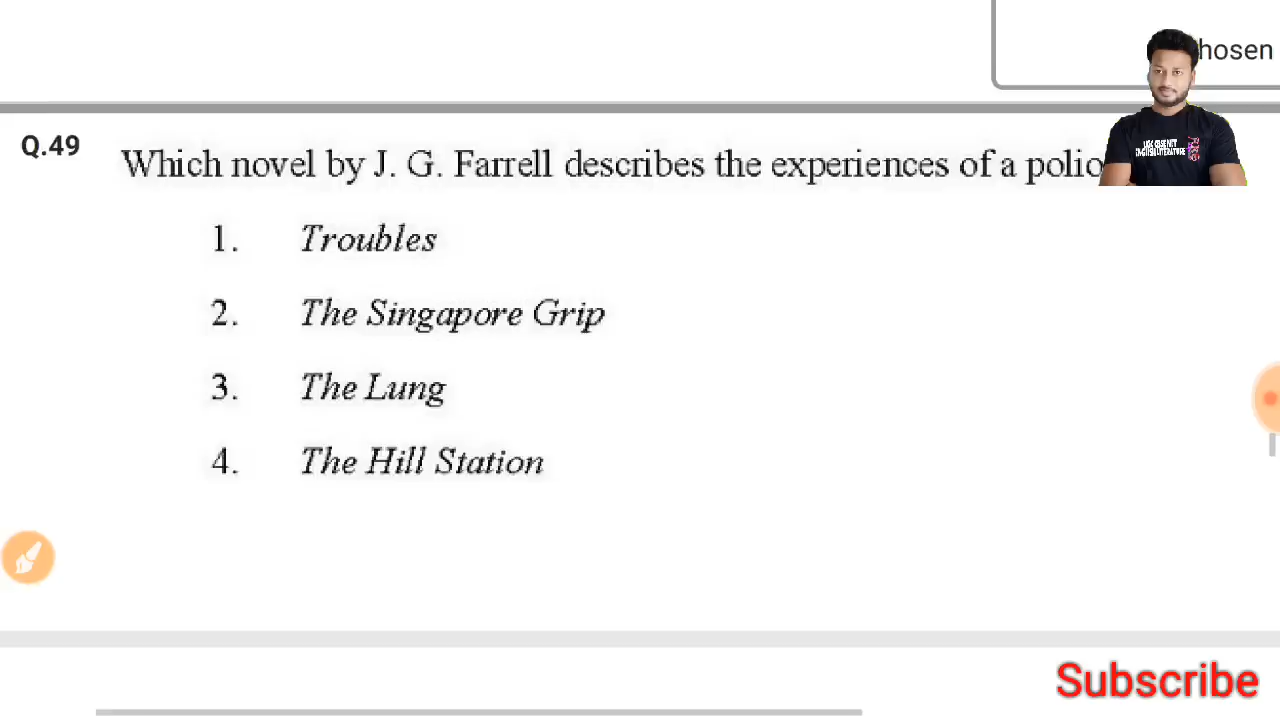 hosen
Q.49 Which novel by J. G. Farrell describes the experiences of a polio
1. Troubles
2. The Singapore Grip
3. The Lung
4. The Hill Station
Subscribe